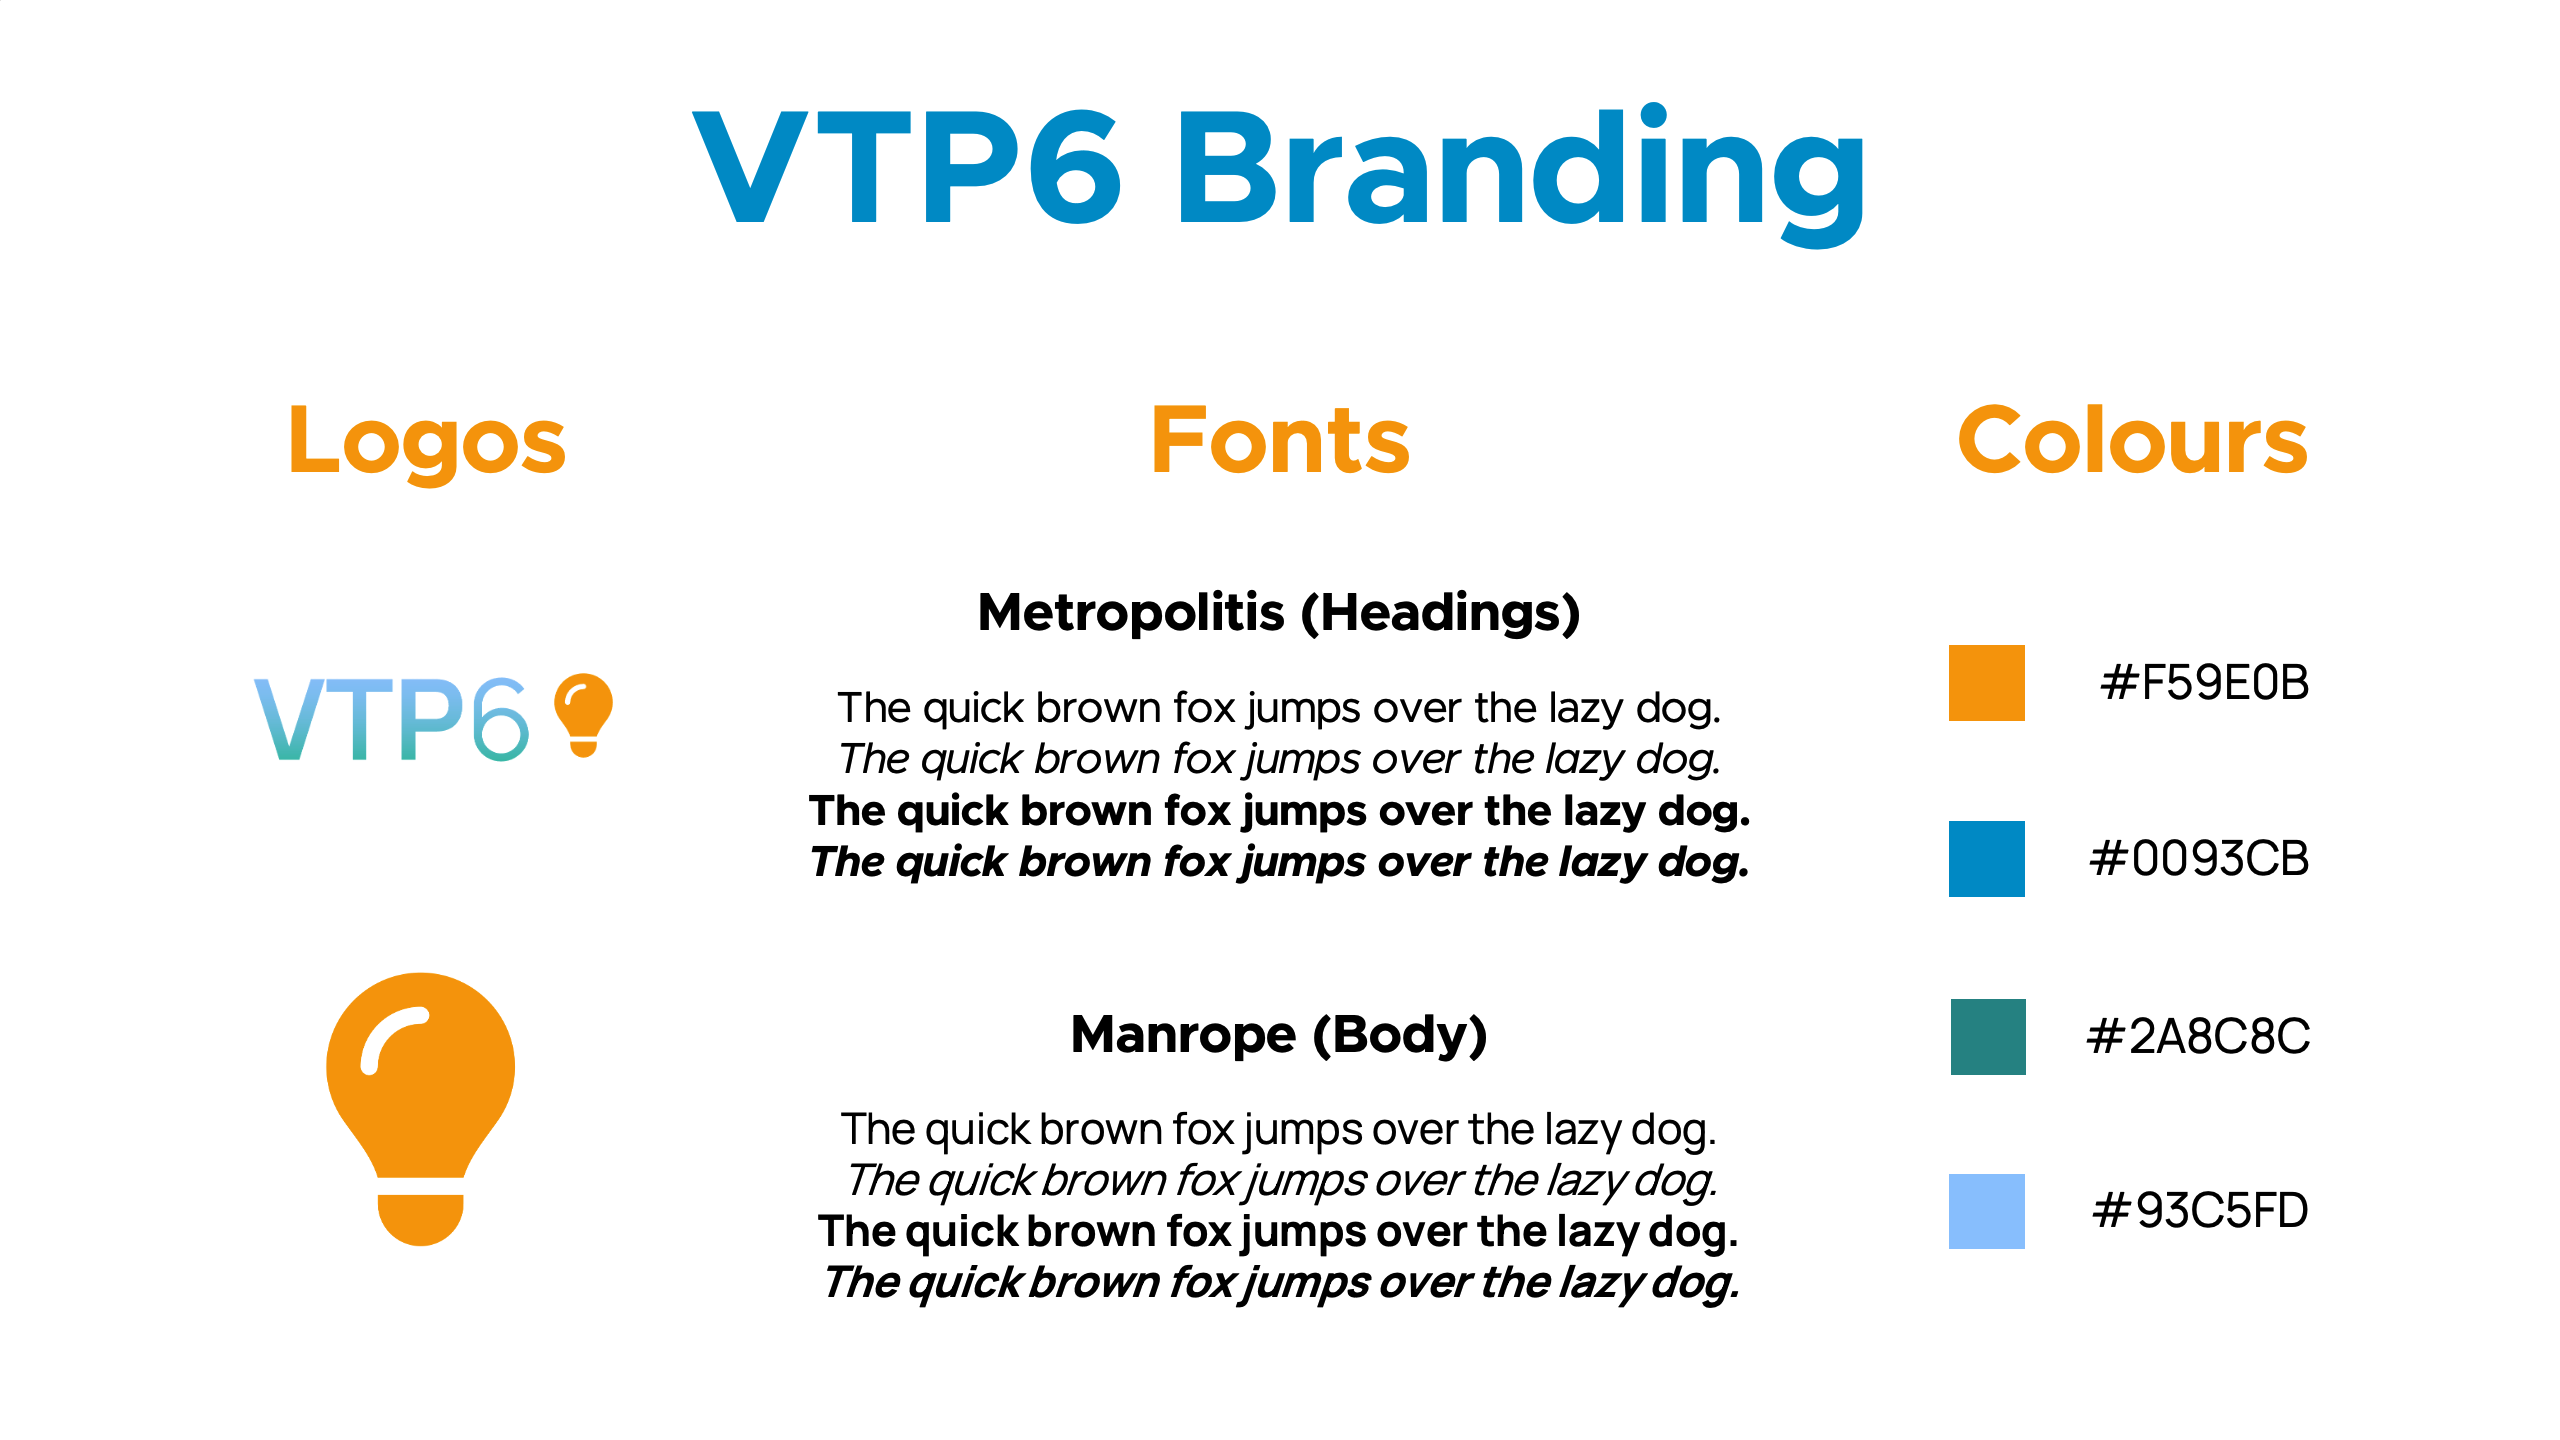 VTP6 Branding
Logos
VTP6
Fonts
Metropolitis (Headings)
The quick brown fox jumps over the lazy dog.
The quick brown fox jumps over the lazy dog.
The quick brown fox jumps over the lazy dog.
The quick brown fox jumps over the lazy dog.
Manrope (Body)
The quick brown fox jumps over the lazy dog.
The quick brown fox jumps over the lazy dog.
The quick brown fox jumps over the lazy dog.
The quick brown fox jumps over the lazy dog.
Colours
#F59E0B
#0093CB
#2A8C8C
#93C5FD